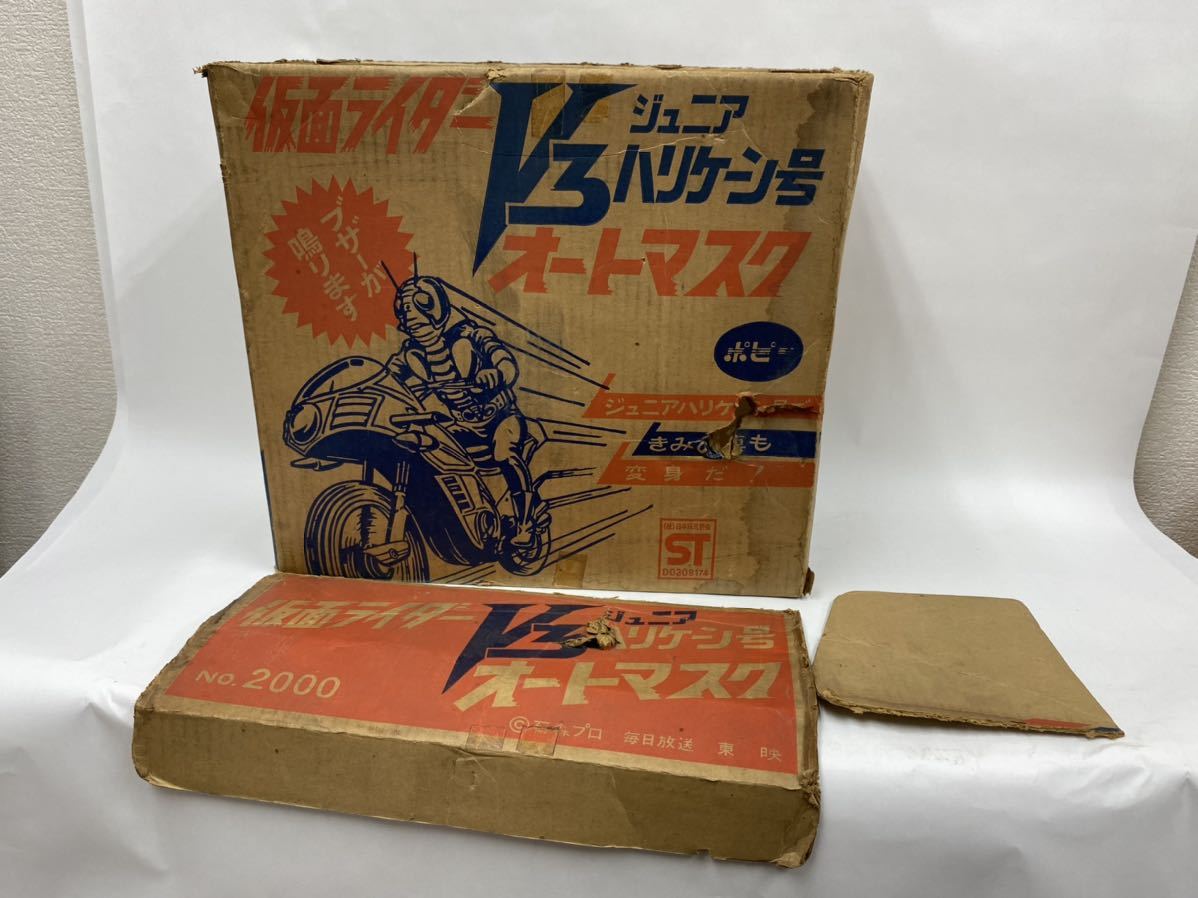 仮面ライダー
V3
ジュニア
ハリケーン号
オートマスク
ブザーが
鳴ります
ポピー
ジュニアハリケ
きみ も
変身だ
ST
DO208174
仮面ライダー
V3
ジュニア
ハリケーン号
オートマスク
No. 2000
© プロ 毎日放送 東映